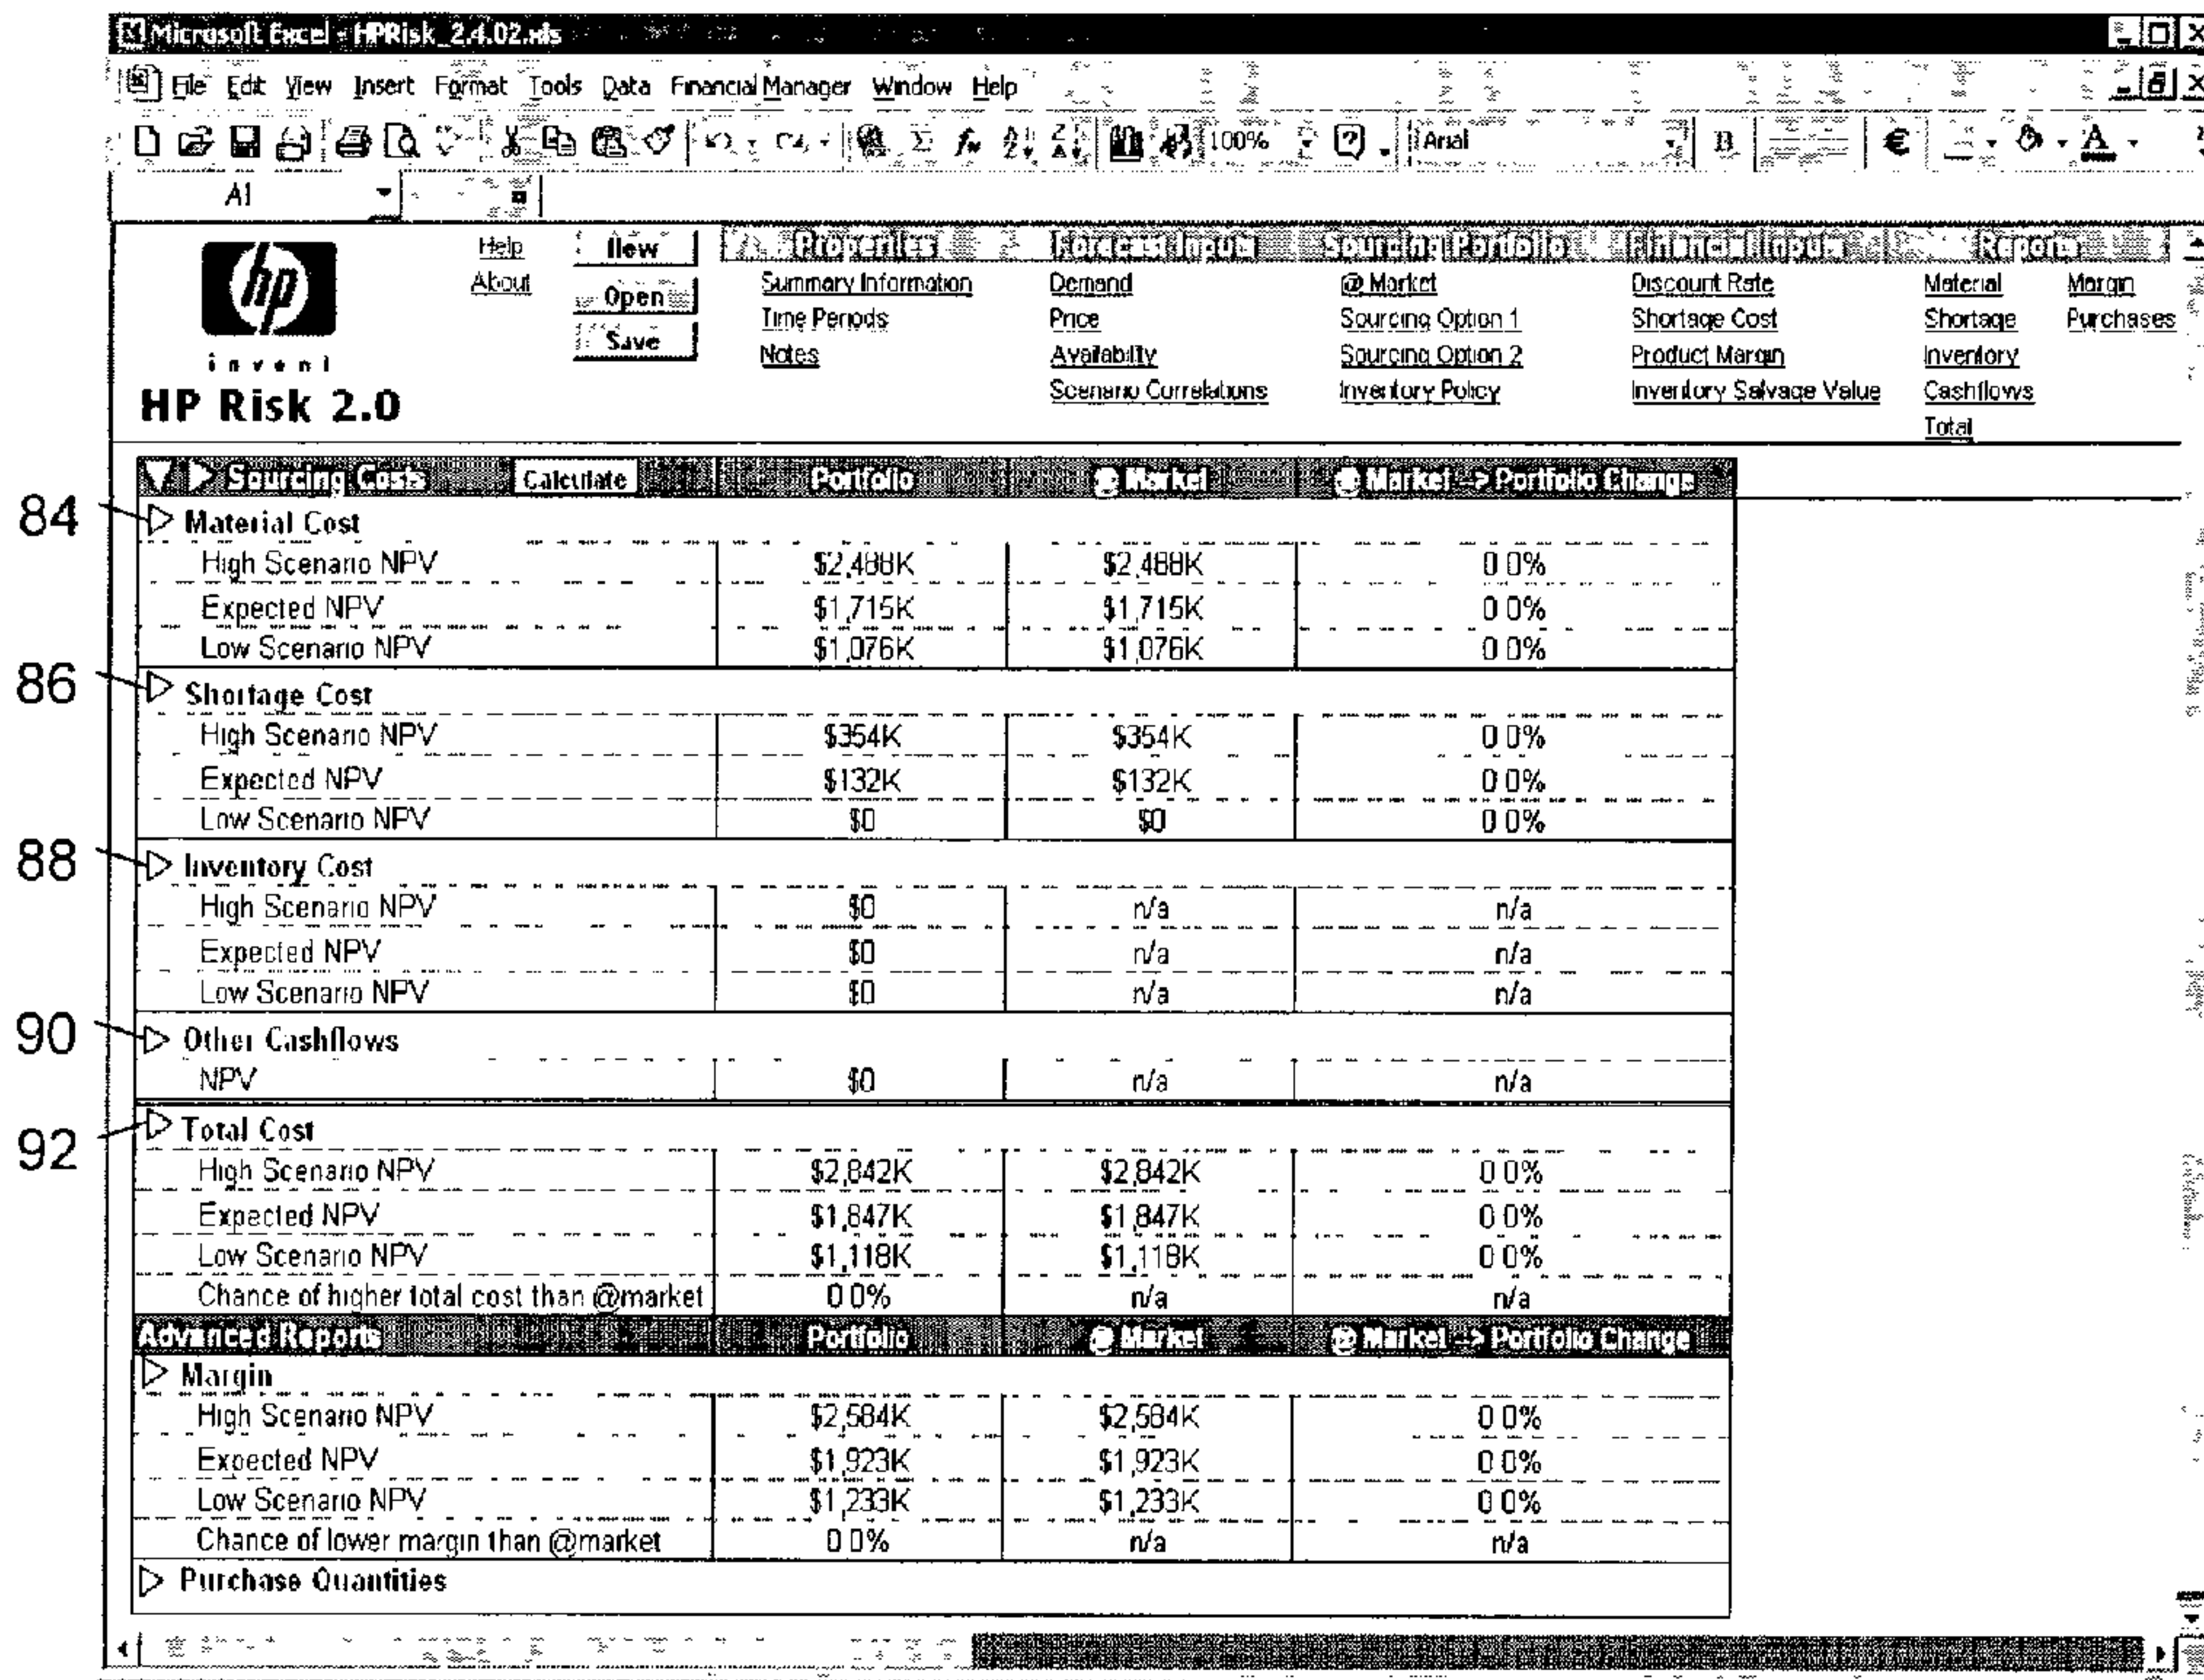 Microsoft Excel - HPRisk_2.4.02.xls
File Edit View Insert Format Tools Data Financial Manager Window Help
100% Arial B € A
A1
Help New Properties Forecast Inputs Sourcing Portfolio Financial Inputs Reports
hp About Open Summary Information Demand @ Market Discount Rate Material Margin
Save Time Periods Price Sourcing Option 1 Shortage Cost Shortage Purchases
invent Notes Availability Sourcing Option 2 Product Margin Inventory
HP Risk 2.0 Scenario Correlations Inventory Policy Inventory Salvage Value Cashflows
Total
Sourcing Costs Calculate Portfolio @ Market @ Market --> Portfolio Change
84 Material Cost
High Scenario NPV $2,488K $2,488K 0 0%
Expected NPV $1,715K $1,715K 0 0%
Low Scenario NPV $1,076K $1,076K 0 0%
86 Shortage Cost
High Scenario NPV $354K $354K 0 0%
Expected NPV $132K $132K 0 0%
Low Scenario NPV $0 $0 0 0%
88 Inventory Cost
High Scenario NPV $0 n/a n/a
Expected NPV $0 n/a n/a
Low Scenario NPV $0 n/a n/a
90 Other Cashflows
NPV $0 n/a n/a
92 Total Cost
High Scenario NPV $2,842K $2,842K 0 0%
Expected NPV $1,847K $1,847K 0 0%
Low Scenario NPV $1,118K $1,118K 0 0%
Chance of higher total cost than @market 0 0% n/a n/a
Advanced Reports Portfolio @ Market @ Market --> Portfolio Change
Margin
High Scenario NPV $2,584K $2,584K 0 0%
Expected NPV $1,923K $1,923K 0 0%
Low Scenario NPV $1,233K $1,233K 0 0%
Chance of lower margin than @market 0 0% n/a n/a
Purchase Quantities